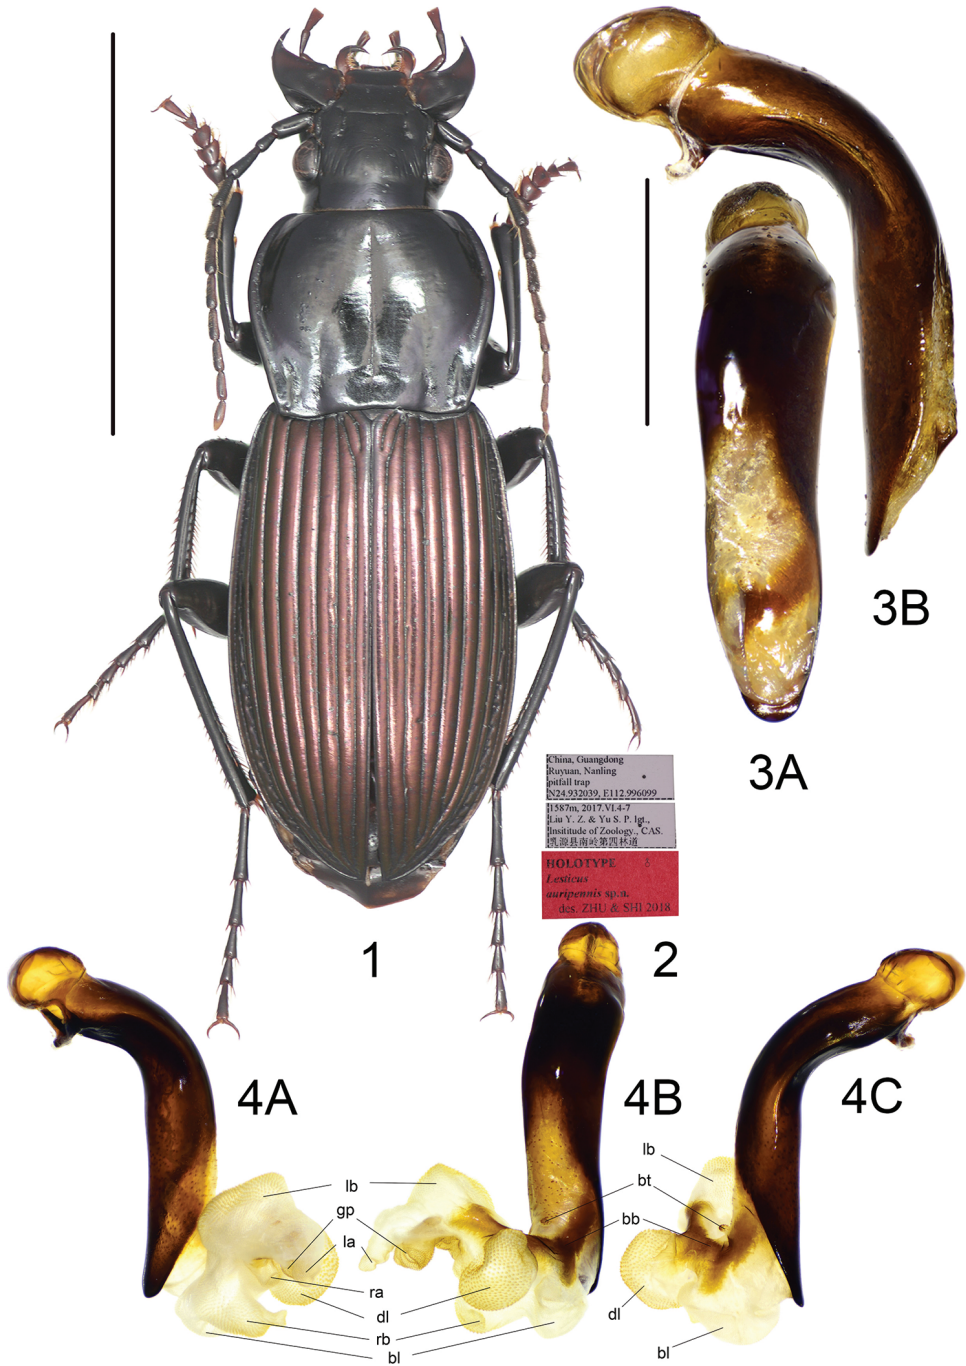 3B
3A
China, Guangdong
Ruyuan, Nanling
pitfall trap
N24.932039, E112.996099
1587m, 2017.VI.4-7
Liu Y. Z. & Yu S. P. lgt.,
Insititude of Zoology., CAS.
乳源县南岭第四林道
HOLOTYPE ♂
Lesticus
auripennis sp. n.
des. ZHU & SHI 2018
1
2
4A
4B
4C
lb
gp
la
ra
dl
rb
bl
lb
bt
bb
dl
bl